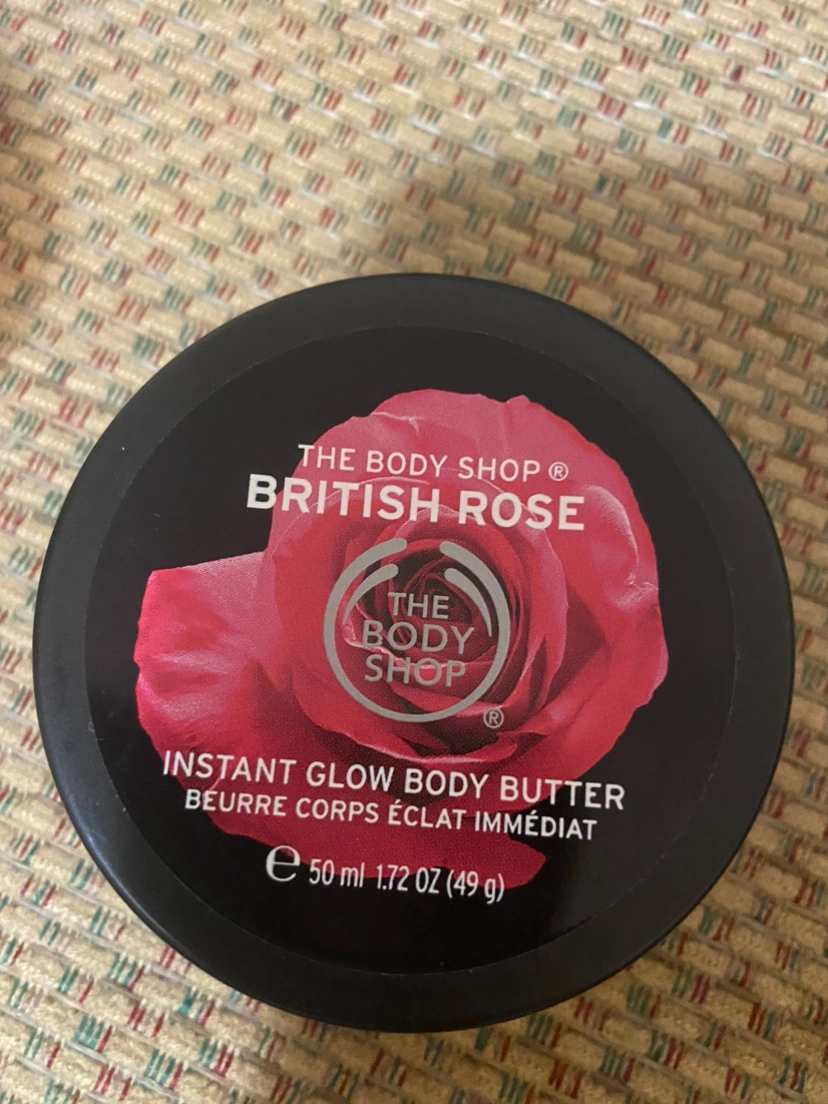 THE BODY SHOP ®
BRITISH ROSE
THE
BODY
SHOP
®
INSTANT GLOW BODY BUTTER
BEURRE CORPS ÉCLAT IMMÉDIAT
℮ 50 ml 1.72 OZ (49 g)